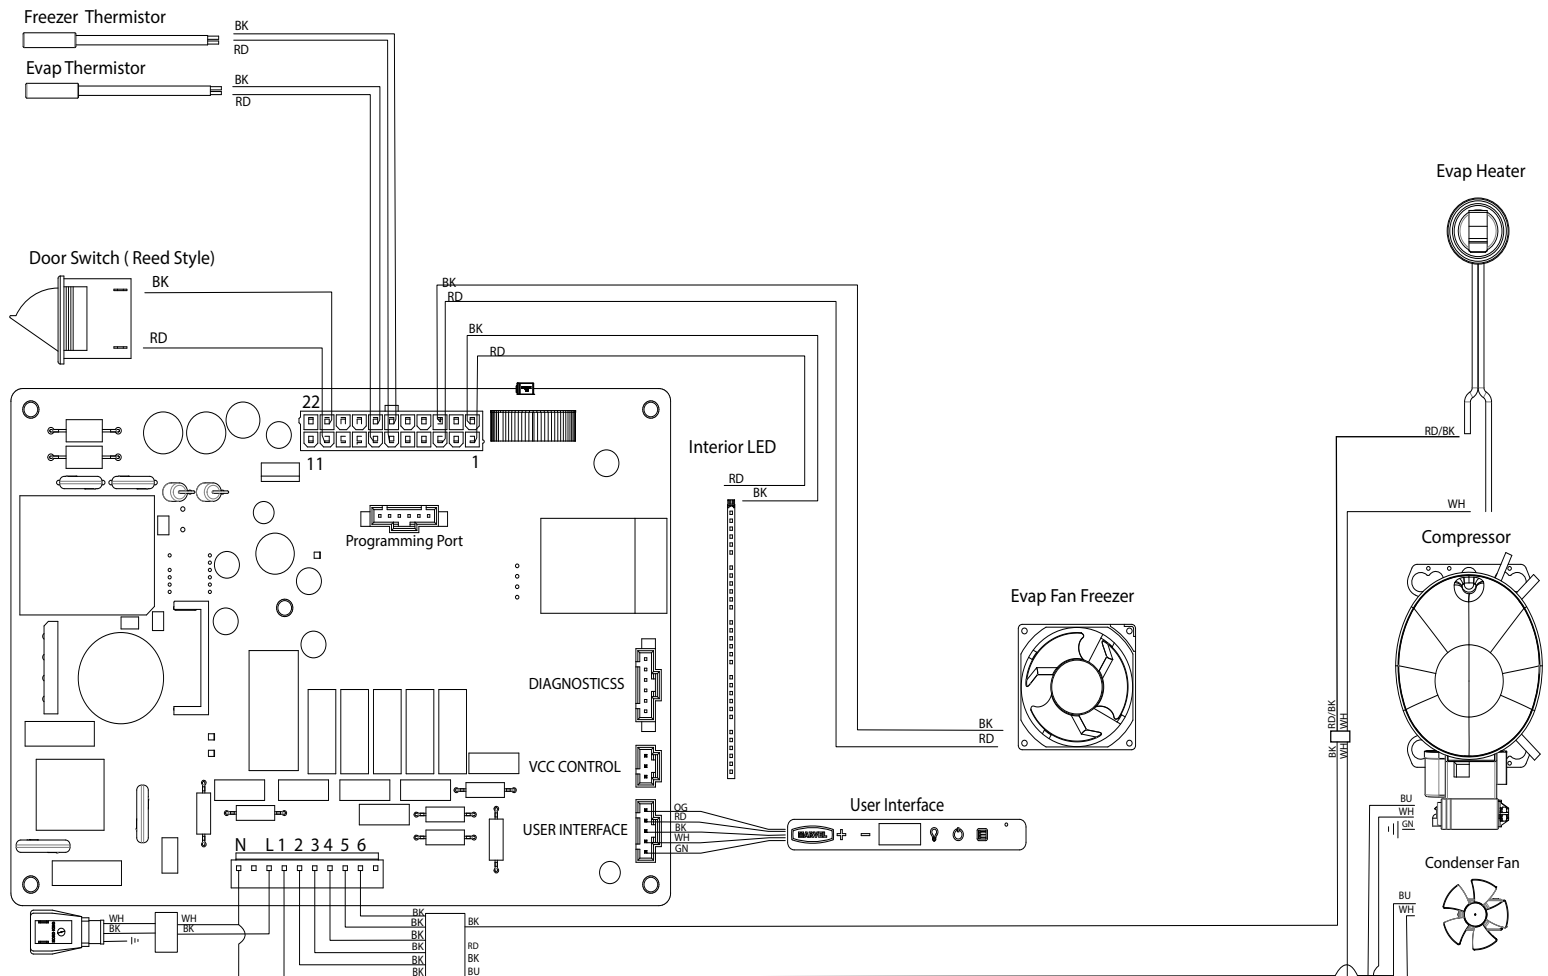 Freezer Thermistor
BK
RD
Evap Thermistor
BK
RD
Evap Heater
Door Switch ( Reed Style)
BK
RD
BK
RD
BK
RD
22
11
1
Interior LED
RD
BK
RD/BK
WH
Programming Port
Compressor
Evap Fan Freezer
DIAGNOSTICSS
BK
RD
RD/BK
WH
BK
WH
VCC CONTROL
User Interface
USER INTERFACE
OG
RD
BK
WH
GN
MARVEL
BU
WH
GN
N L 1 2 3 4 5 6
Condenser Fan
BU
WH
WH
BK
WH
BK
BK
BK
BK
BK
BK
BK
BK
RD
BK
BU